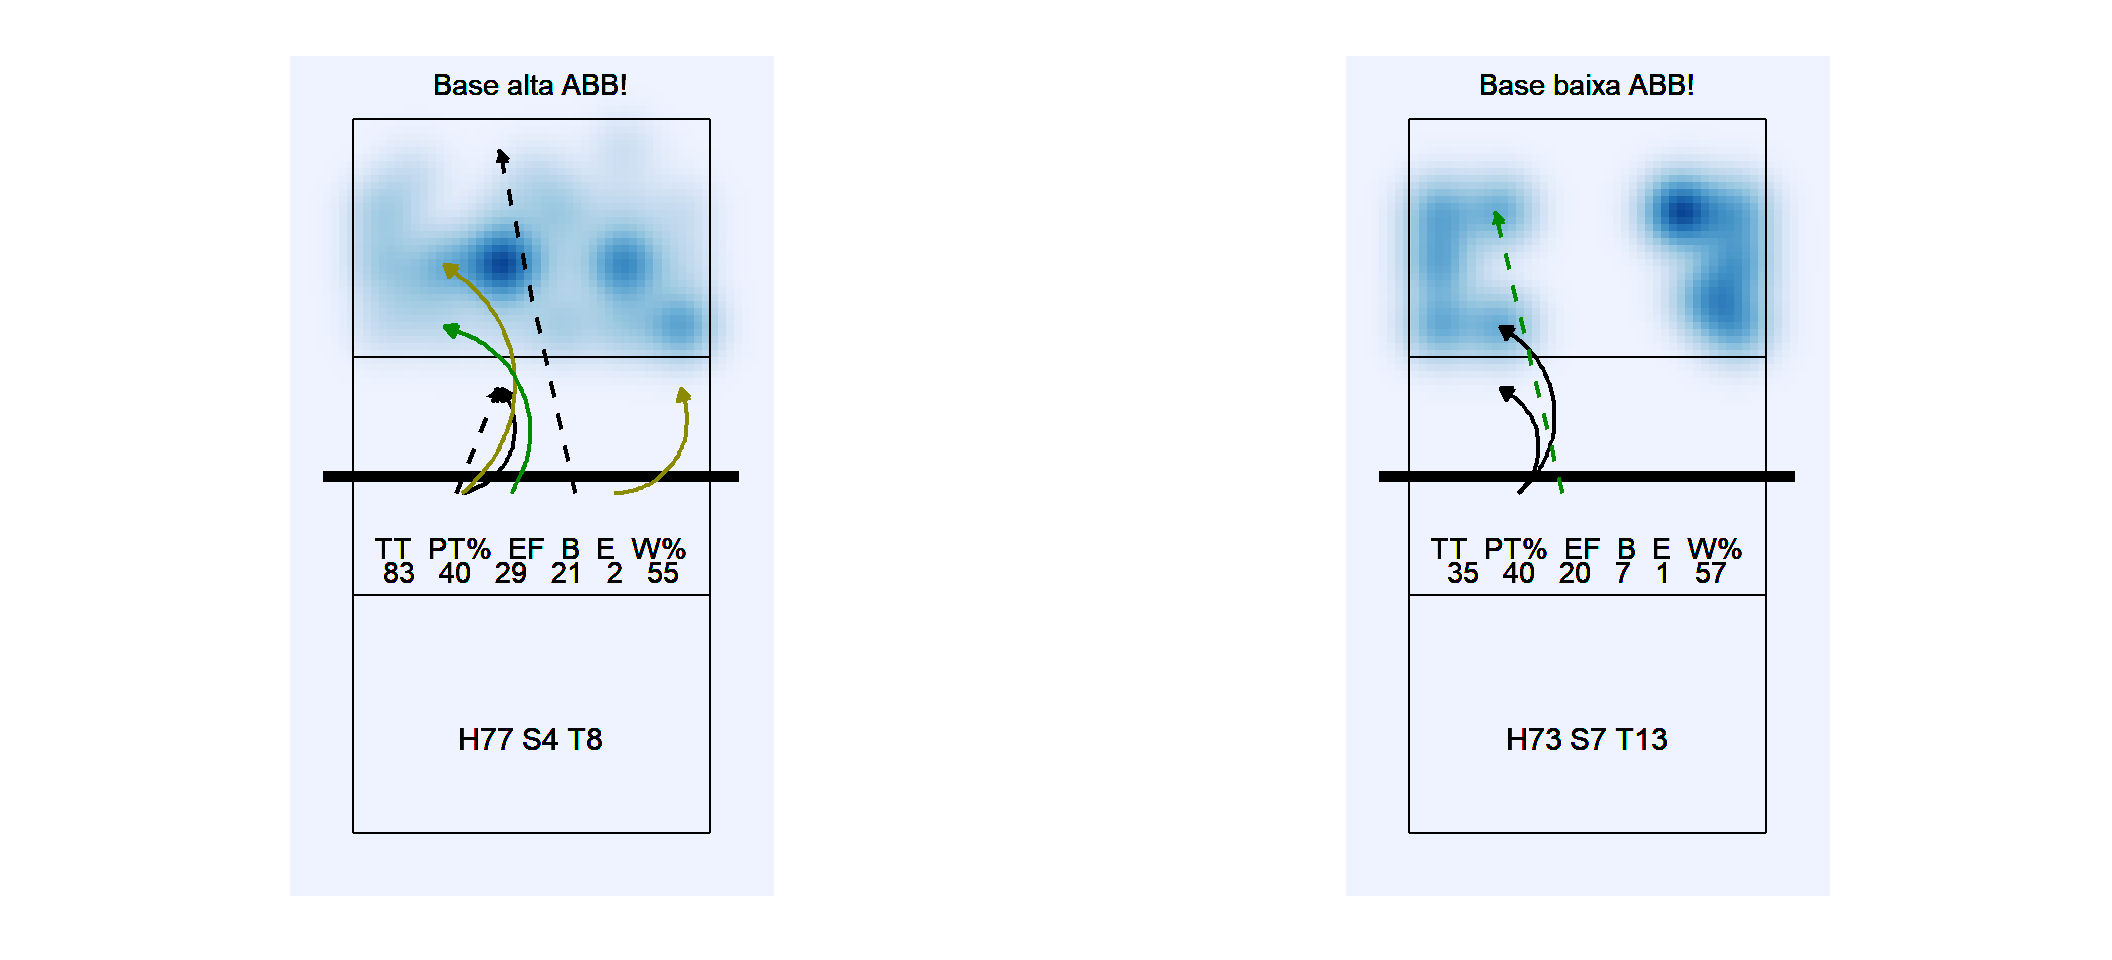 Base alta ABB!
TT PT% EF B E W%
83 40 29 21 2 55
H77 S4 T8
Base baixa ABB!
TT PT% EF B E W%
35 40 20 7 1 57
H73 S7 T13